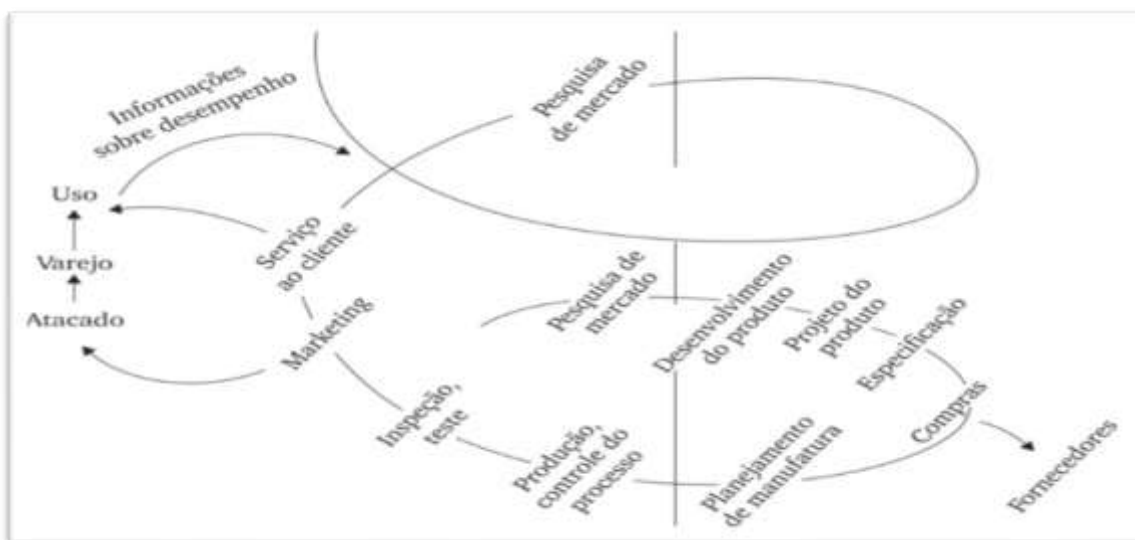 Informações
sobre desempenho
Uso
Varejo
Atacado
Pesquisa
de mercado
Serviço
ao cliente
Marketing
Inspeção,
teste
Produção,
controle do
processo
Pesquisa de
mercado
Desenvolvimento
do produto
Projeto do
produto
Especificação
Compras
Planejamento
de manufatura
Fornecedores